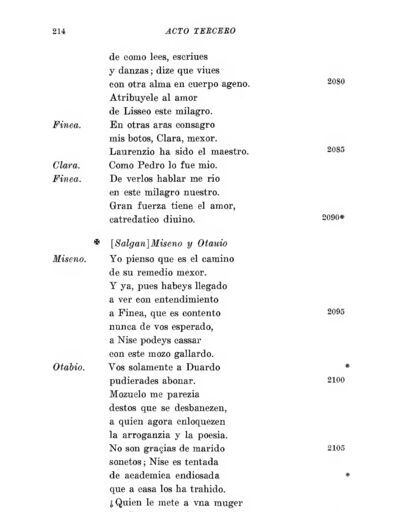 214 ACTO TERCERO
de como lees, escriues
y danzas; dize que viues
con otra alma en cuerpo ageno. 2080
Atribuyele al amor
de Lisseo este milagro.
Finea. En otras aras consagro
mis botos, Clara, mexor.
Laurenzio ha sido el maestro. 2085
Clara. Como Pedro lo fue mio.
Finea. De verlos hablar me rio
en este milagro nuestro.
Gran fuerza tiene el amor,
catredatico diuino. 2090*
✠ [Salgan] Miseno y Otauio
Miseno. Yo pienso que es el camino
de su remedio mexor.
Y ya, pues habeys llegado
a ver con entendimiento
a Finea, que es contento 2095
nunca de vos esperado,
a Nise podeys cassar
con este mozo gallardo.
Otabio. Vos solamente a Duardo *
pudierades abonar. 2100
Mozuelo me parezia
destos que se desbanezen,
a quien agora enloquezen
la arroganzia y la poesia.
No son graçias de marido 2105
sonetos; Nise es tentada
de academica endiosada *
que a casa los ha trahido.
¿Quien le mete a vna muger